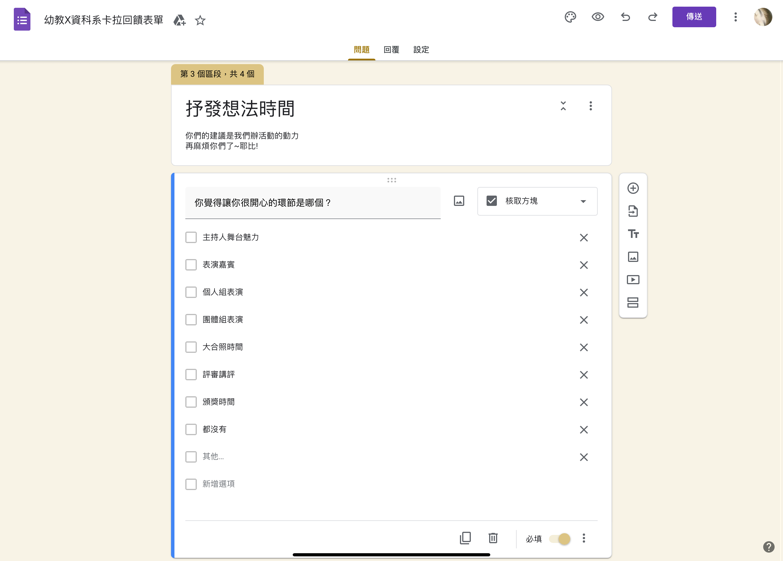 幼教X資科系卡拉回饋表單
傳送
問題 回覆 設定
第 3 個區段，共 4 個
抒發想法時間
你們的建議是我們辦活動的動力
再麻煩你們了~耶比!
你覺得讓你很開心的環節是哪個？
核取方塊
主持人舞台魅力
表演嘉賓
個人組表演
團體組表演
大合照時間
評審講評
頒獎時間
都沒有
其他...
新增選項
必填